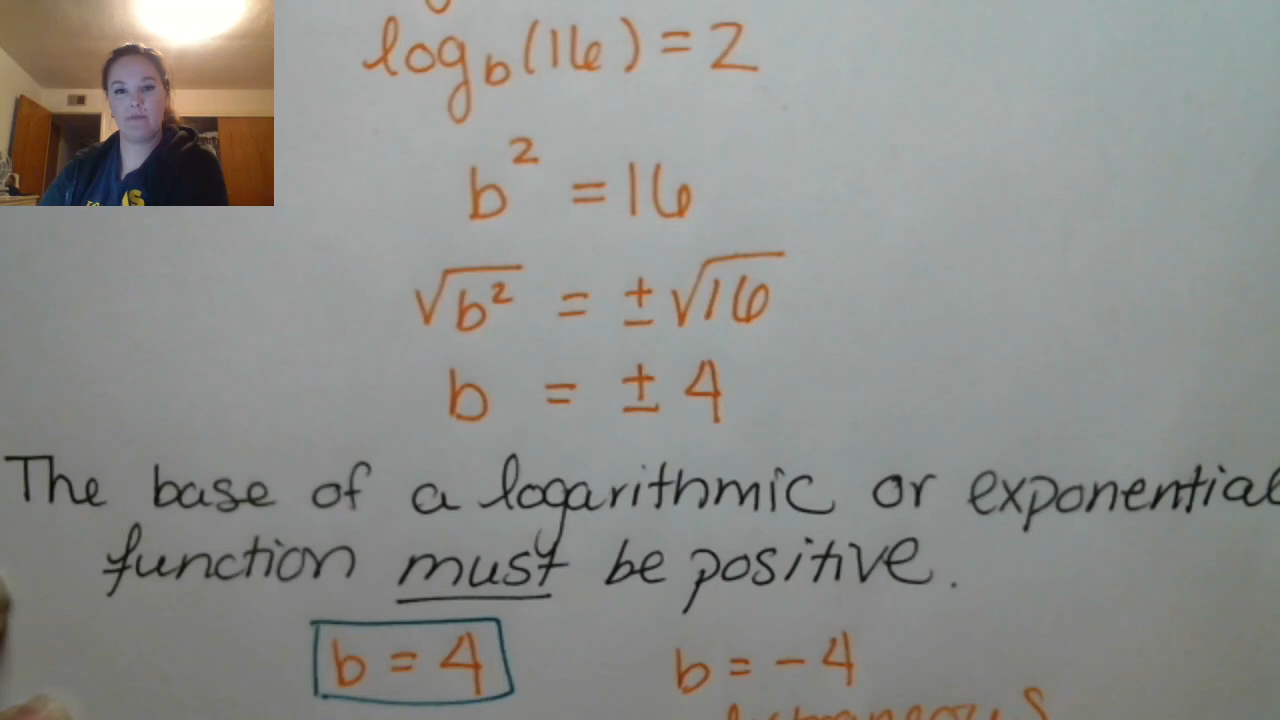 log_b(16) = 2
b² = 16
√b² = ±√16
b = ± 4
The base of a logarithmic or exponential
function must be positive.
b = 4 b = -4